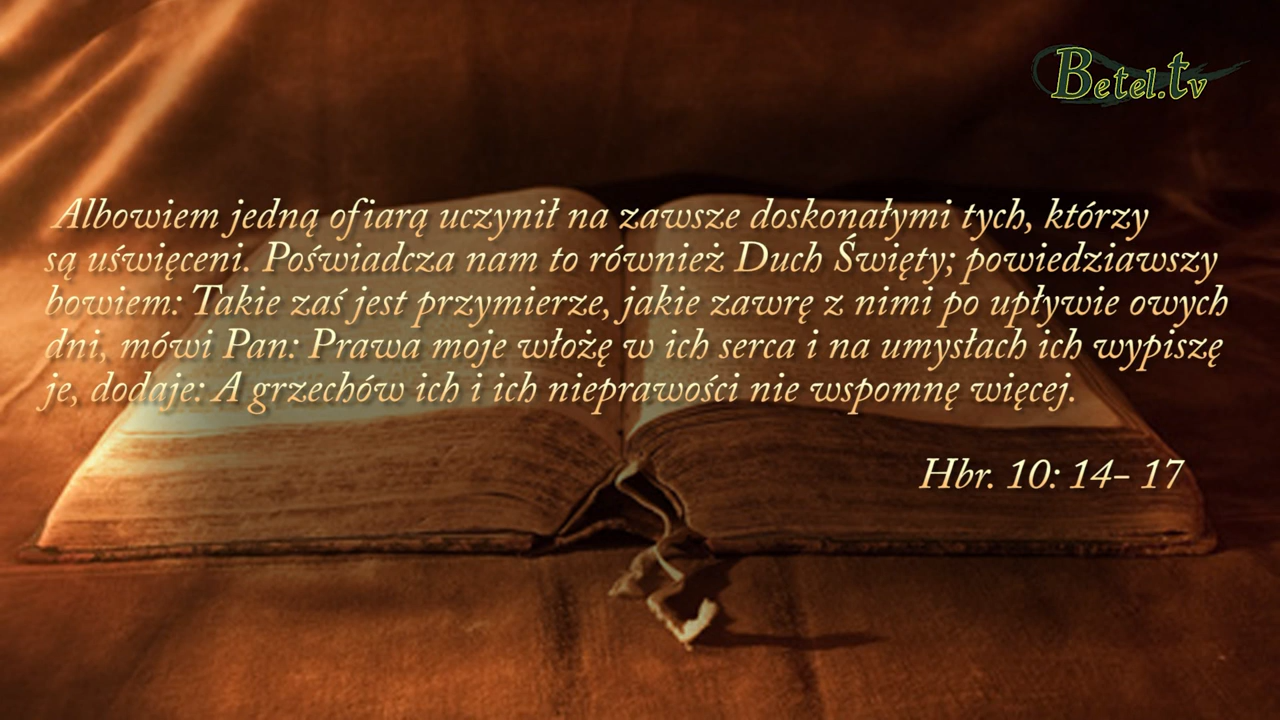 Betel.tv
Albowiem jedną ofiarą uczynił na zawsze doskonałymi tych, którzy
są uświęceni. Poświadcza nam to również Duch Święty; powiedziawszy
bowiem: Takie zaś jest przymierze, jakie zawrę z nimi po upływie owych
dni, mówi Pan: Prawa moje włożę w ich serca i na umysłach ich wypiszę
je, dodaje: A grzechów ich i ich nieprawości nie wspomnę więcej.
Hbr. 10: 14- 17